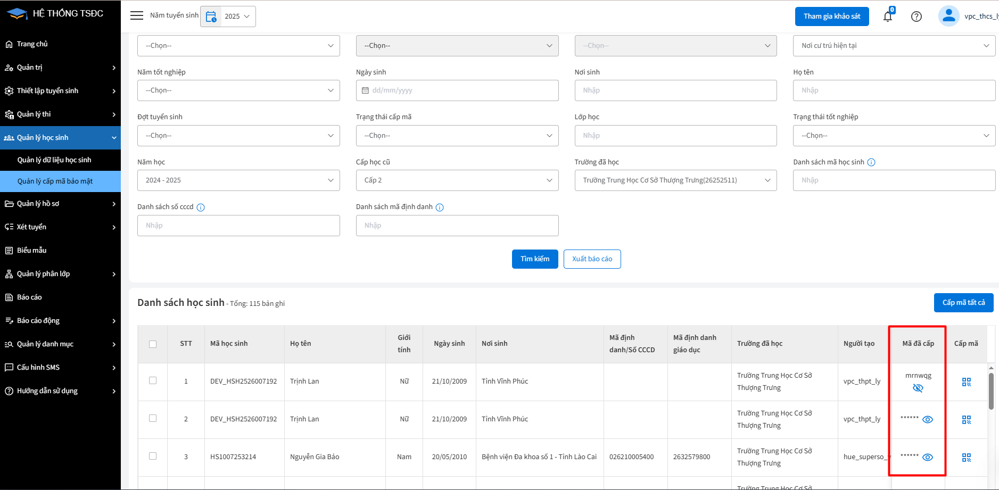 HỆ THỐNG TSĐC
Năm tuyển sinh
2025
Tham gia khảo sát
0
Trang chủ
Quản trị
Thiết lập tuyển sinh
Quản lý thi
Quản lý học sinh
Quản lý dữ liệu học sinh
Quản lý cấp mã bảo mật
Quản lý hồ sơ
Xét tuyển
Biểu mẫu
Quản lý phân lớp
Báo cáo
Báo cáo động
Quản lý danh mục
Cấu hình SMS
Hướng dẫn sử dụng
--Chọn-- --Chọn-- --Chọn-- Nơi cư trú hiện tại
Năm tốt nghiệp Ngày sinh Nơi sinh Họ tên
--Chọn-- dd/mm/yyyy Nhập Nhập
Đợt tuyển sinh Trạng thái cấp mã Lớp học Trạng thái tốt nghiệp
--Chọn-- --Chọn-- Nhập --Chọn--
Năm học Cấp học cũ Trường đã học Danh sách mã học sinh
2024 - 2025 Cấp 2 Trường Trung Học Cơ Sở Thượng Trưng(26252511) Nhập
Danh sách số cccd Danh sách mã định danh
Nhập Nhập
Tìm kiếm Xuất báo cáo
Danh sách học sinh - Tổng: 115 bản ghi
Cấp mã tất cả
STT Mã học sinh Họ tên Giới tính Ngày sinh Nơi sinh Mã định danh/Số CCCD Mã định danh giáo dục Trường đã học Người tạo Mã đã cấp Cấp mã
1 DEV_HSH2526007192 Trịnh Lan Nữ 21/10/2009 Tỉnh Vĩnh Phúc Trường Trung Học Cơ Sở Thượng Trưng vpc_thpt_ly mrnwqg
2 DEV_HSH2526007192 Trịnh Lan Nữ 21/10/2009 Tỉnh Vĩnh Phúc Trường Trung Học Cơ Sở Thượng Trưng vpc_thpt_ly ******
3 HS1007253214 Nguyễn Gia Bảo Nam 20/05/2010 Bệnh viện Đa khoa số 1 - Tỉnh Lào Cai 026210005400 2632579800 Trường Trung Học Cơ Sở Thượng Trưng hue_superso_ ******
Trường Trung Học Cơ Sở